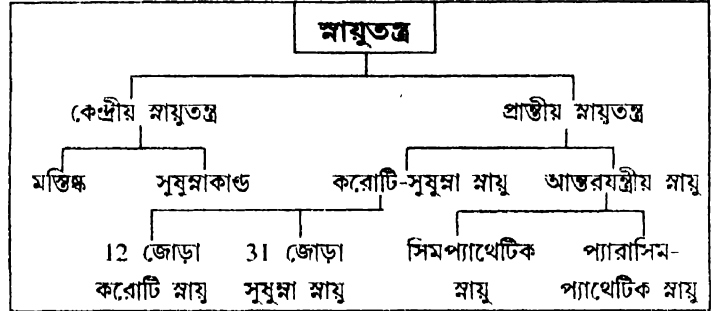 স্নায়ুতন্ত্র
কেন্দ্রীয় স্নায়ুতন্ত্র প্রান্তীয় স্নায়ুতন্ত্র
মস্তিষ্ক সুষুম্নাকাণ্ড করোটি-সুষুম্না স্নায়ু আন্তরযন্ত্রীয় স্নায়ু
12 জোড়া 31 জোড়া সিমপ্যাথেটিক প্যারাসিম-
করোটি স্নায়ু সুষুম্না স্নায়ু স্নায়ু প্যাথেটিক স্নায়ু